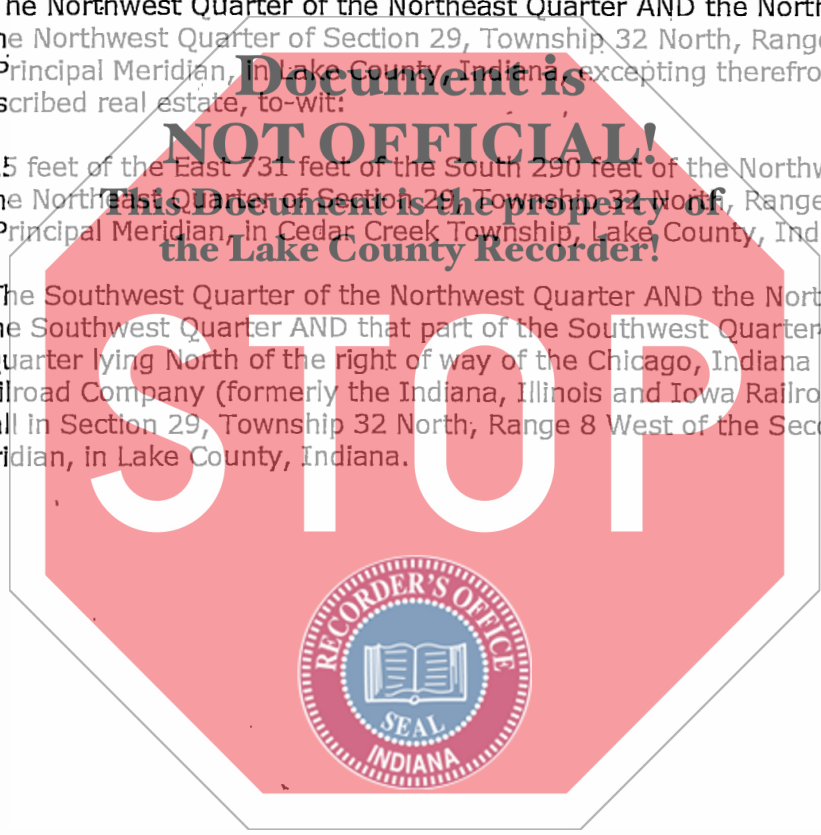 he Northwest Quarter of the Northeast Quarter AND the North
he Northwest Quarter of Section 29, Township 32 North, Range
Principal Meridian, in Lake County, Indiana, excepting therefro
scribed real estate, to-wit:
Document is
NOT OFFICIAL!
This Document is the property of
the Lake County Recorder!
5 feet of the East 731 feet of the South 290 feet of the Northw
he Northeast Quarter of Section 29, Township 32 North, Range
Principal Meridian, in Cedar Creek Township, Lake County, Ind
The Southwest Quarter of the Northwest Quarter AND the Nort
he Southwest Quarter AND that part of the Southwest Quarter
uarter lying North of the right of way of the Chicago, Indiana
ilroad Company (formerly the Indiana, Illinois and Iowa Railro
ll in Section 29, Township 32 North, Range 8 West of the Seco
ridian, in Lake County, Indiana.
STOP
RECORDER'S OFFICE
SEAL
INDIANA